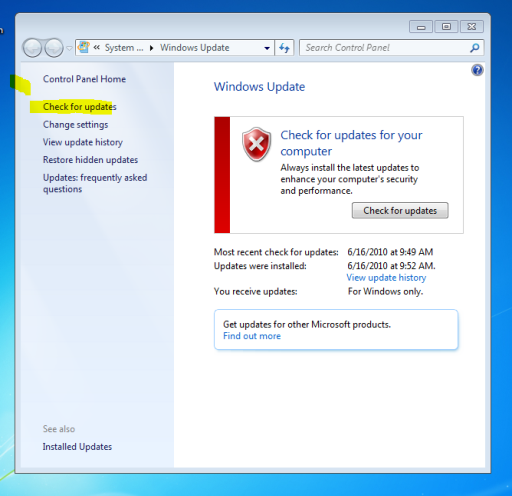 « System ... ▸ Windows Update
Search Control Panel
Control Panel Home
Check for updates
Change settings
View update history
Restore hidden updates
Updates: frequently asked
questions
See also
Installed Updates
Windows Update
Check for updates for your
computer
Always install the latest updates to
enhance your computer's security
and performance.
Check for updates
Most recent check for updates: 6/16/2010 at 9:49 AM
Updates were installed: 6/16/2010 at 9:52 AM.
View update history
You receive updates: For Windows only.
Get updates for other Microsoft products.
Find out more